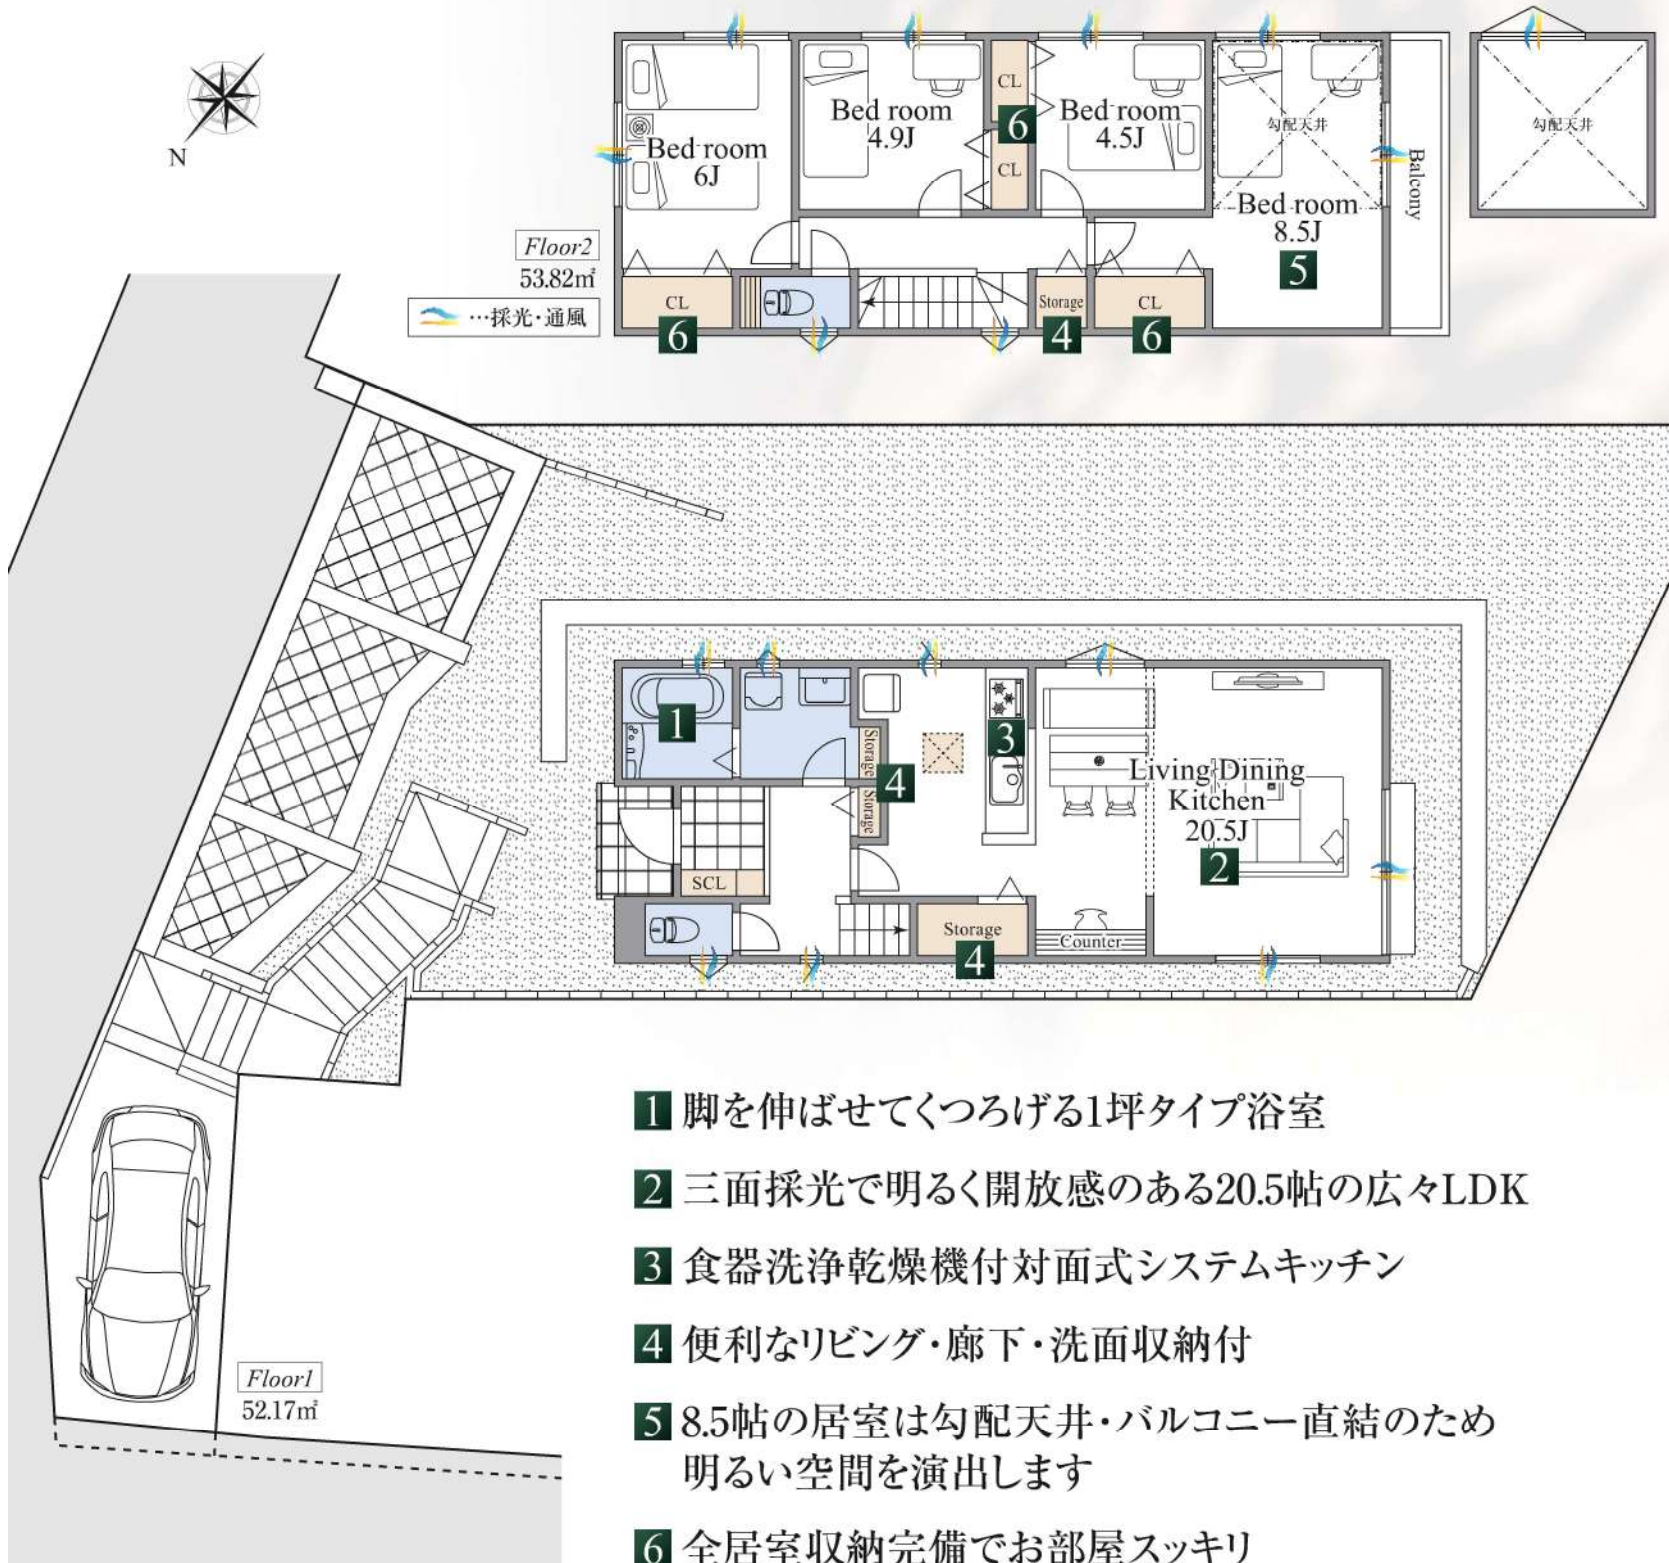 N
Bed room
6J
Bed room
4.9J
CL
6
CL
Bed room
4.5J
勾配天井
Bed room
8.5J
5
Balcony
勾配天井
Floor2
53.82㎡
…採光・通風
CL
6
Storage
4
CL
6
1
Storage
4
Storage
3
Living Dining
Kitchen
20.5J
2
SCL
Storage
4
Counter
Floor1
52.17㎡
1 脚を伸ばせてくつろげる1坪タイプ浴室
2 三面採光で明るく開放感のある20.5帖の広々LDK
3 食器洗浄乾燥機付対面式システムキッチン
4 便利なリビング・廊下・洗面収納付
5 8.5帖の居室は勾配天井・バルコニー直結のため
明るい空間を演出します
6 全居室収納完備でお部屋スッキリ